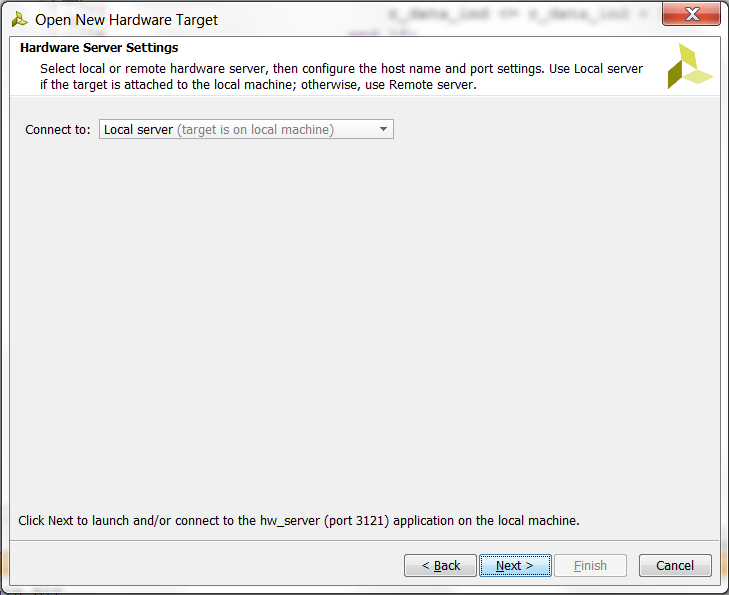 Open New Hardware Target
Hardware Server Settings
Select local or remote hardware server, then configure the host name and port settings. Use Local server
if the target is attached to the local machine; otherwise, use Remote server.
Connect to: Local server (target is on local machine)
Click Next to launch and/or connect to the hw_server (port 3121) application on the local machine.
< Back Next > Finish Cancel